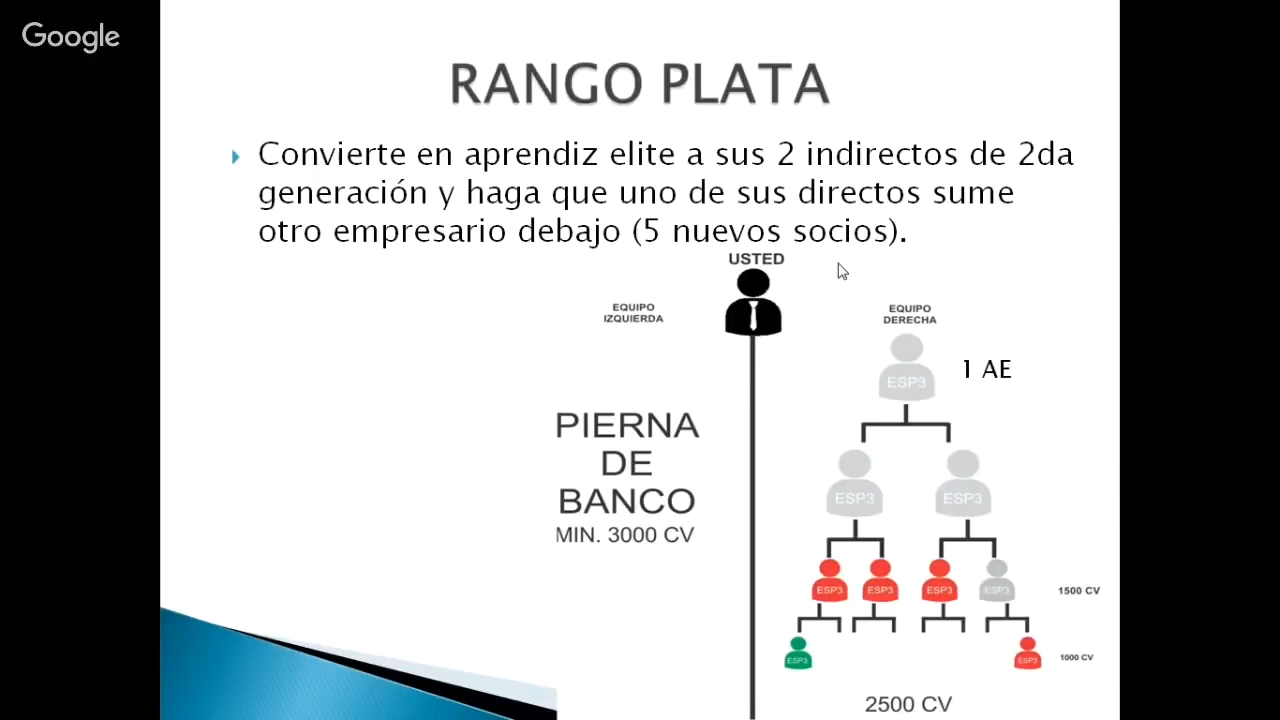 Google
RANGO PLATA
Convierte en aprendiz elite a sus 2 indirectos de 2da
generación y haga que uno de sus directos sume
otro empresario debajo (5 nuevos socios).
USTED
EQUIPO
IZQUIERDA
EQUIPO
DERECHA
ESP3
1 AE
PIERNA
DE
BANCO
MIN. 3000 CV
ESP3 ESP3
ESP3 ESP3 ESP3 ESP3 1500 CV
ESP3 ESP3 1000 CV
2500 CV